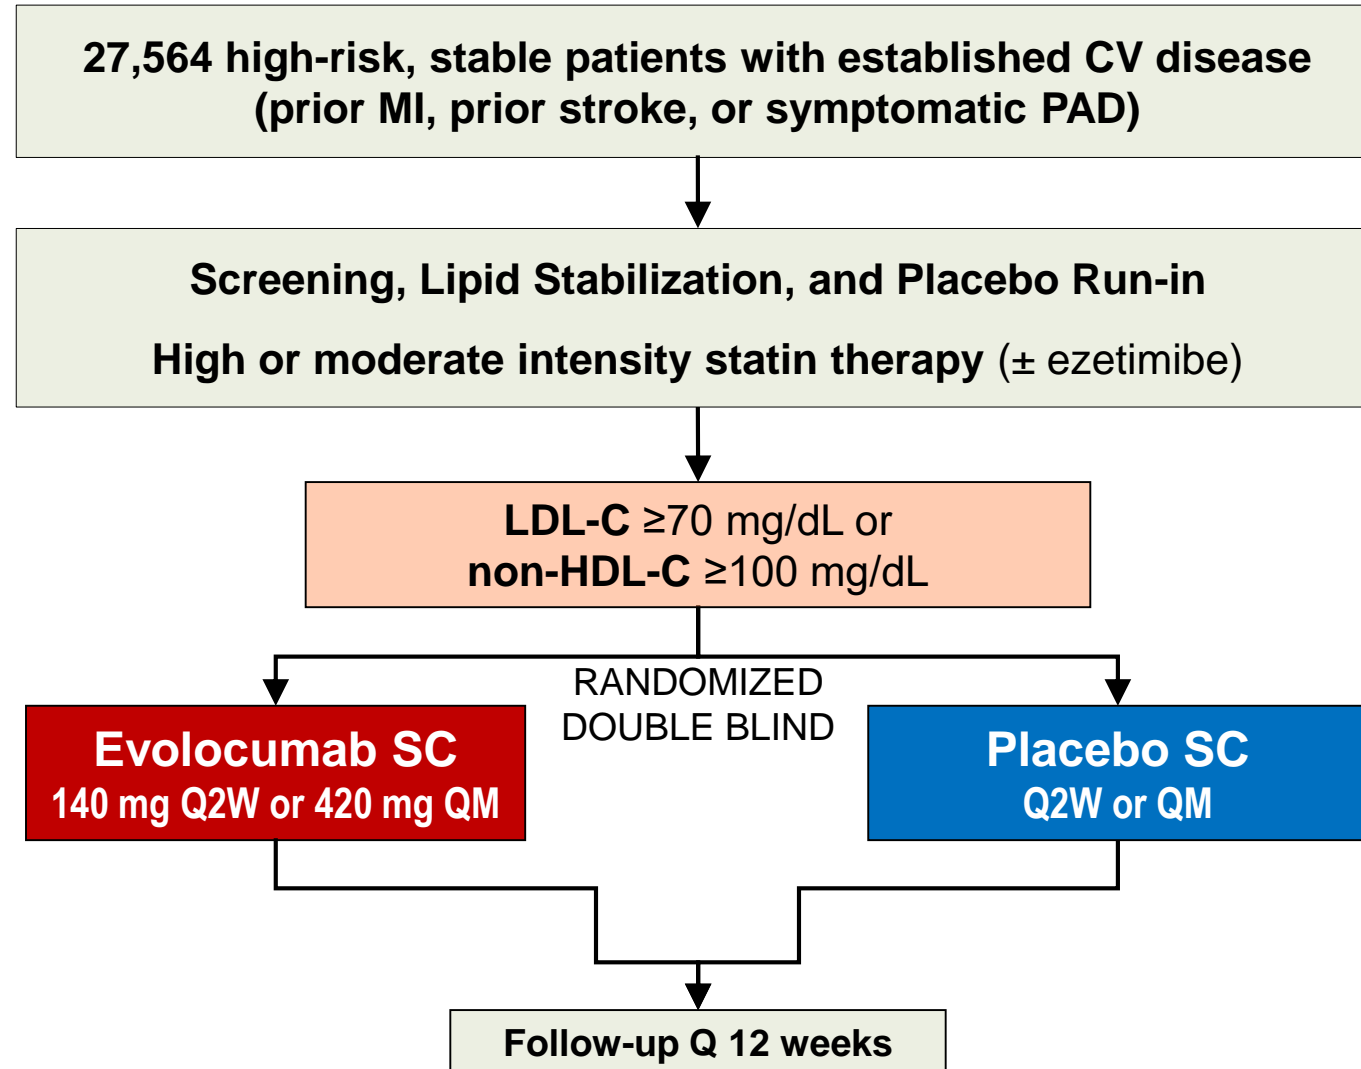 27,564 high-risk, stable patients with established CV disease
(prior MI, prior stroke, or symptomatic PAD)
Screening, Lipid Stabilization, and Placebo Run-in
High or moderate intensity statin therapy (± ezetimibe)
LDL-C ≥70 mg/dL or
non-HDL-C ≥100 mg/dL
RANDOMIZED
DOUBLE BLIND
Evolocumab SC
140 mg Q2W or 420 mg QM
Placebo SC
Q2W or QM
Follow-up Q 12 weeks